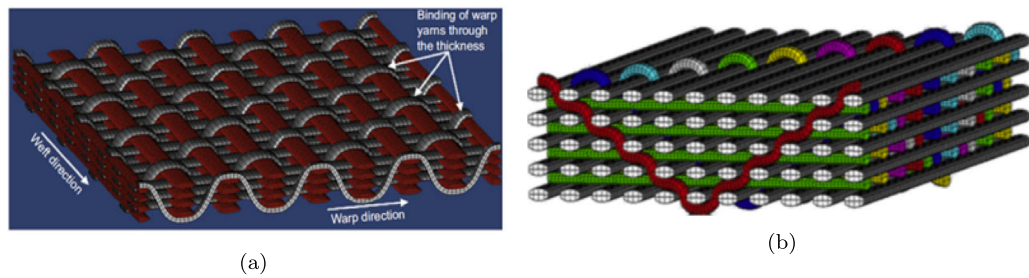 Binding of warp
yarns through
the thickness
Weft direction
Warp direction
(a)
(b)